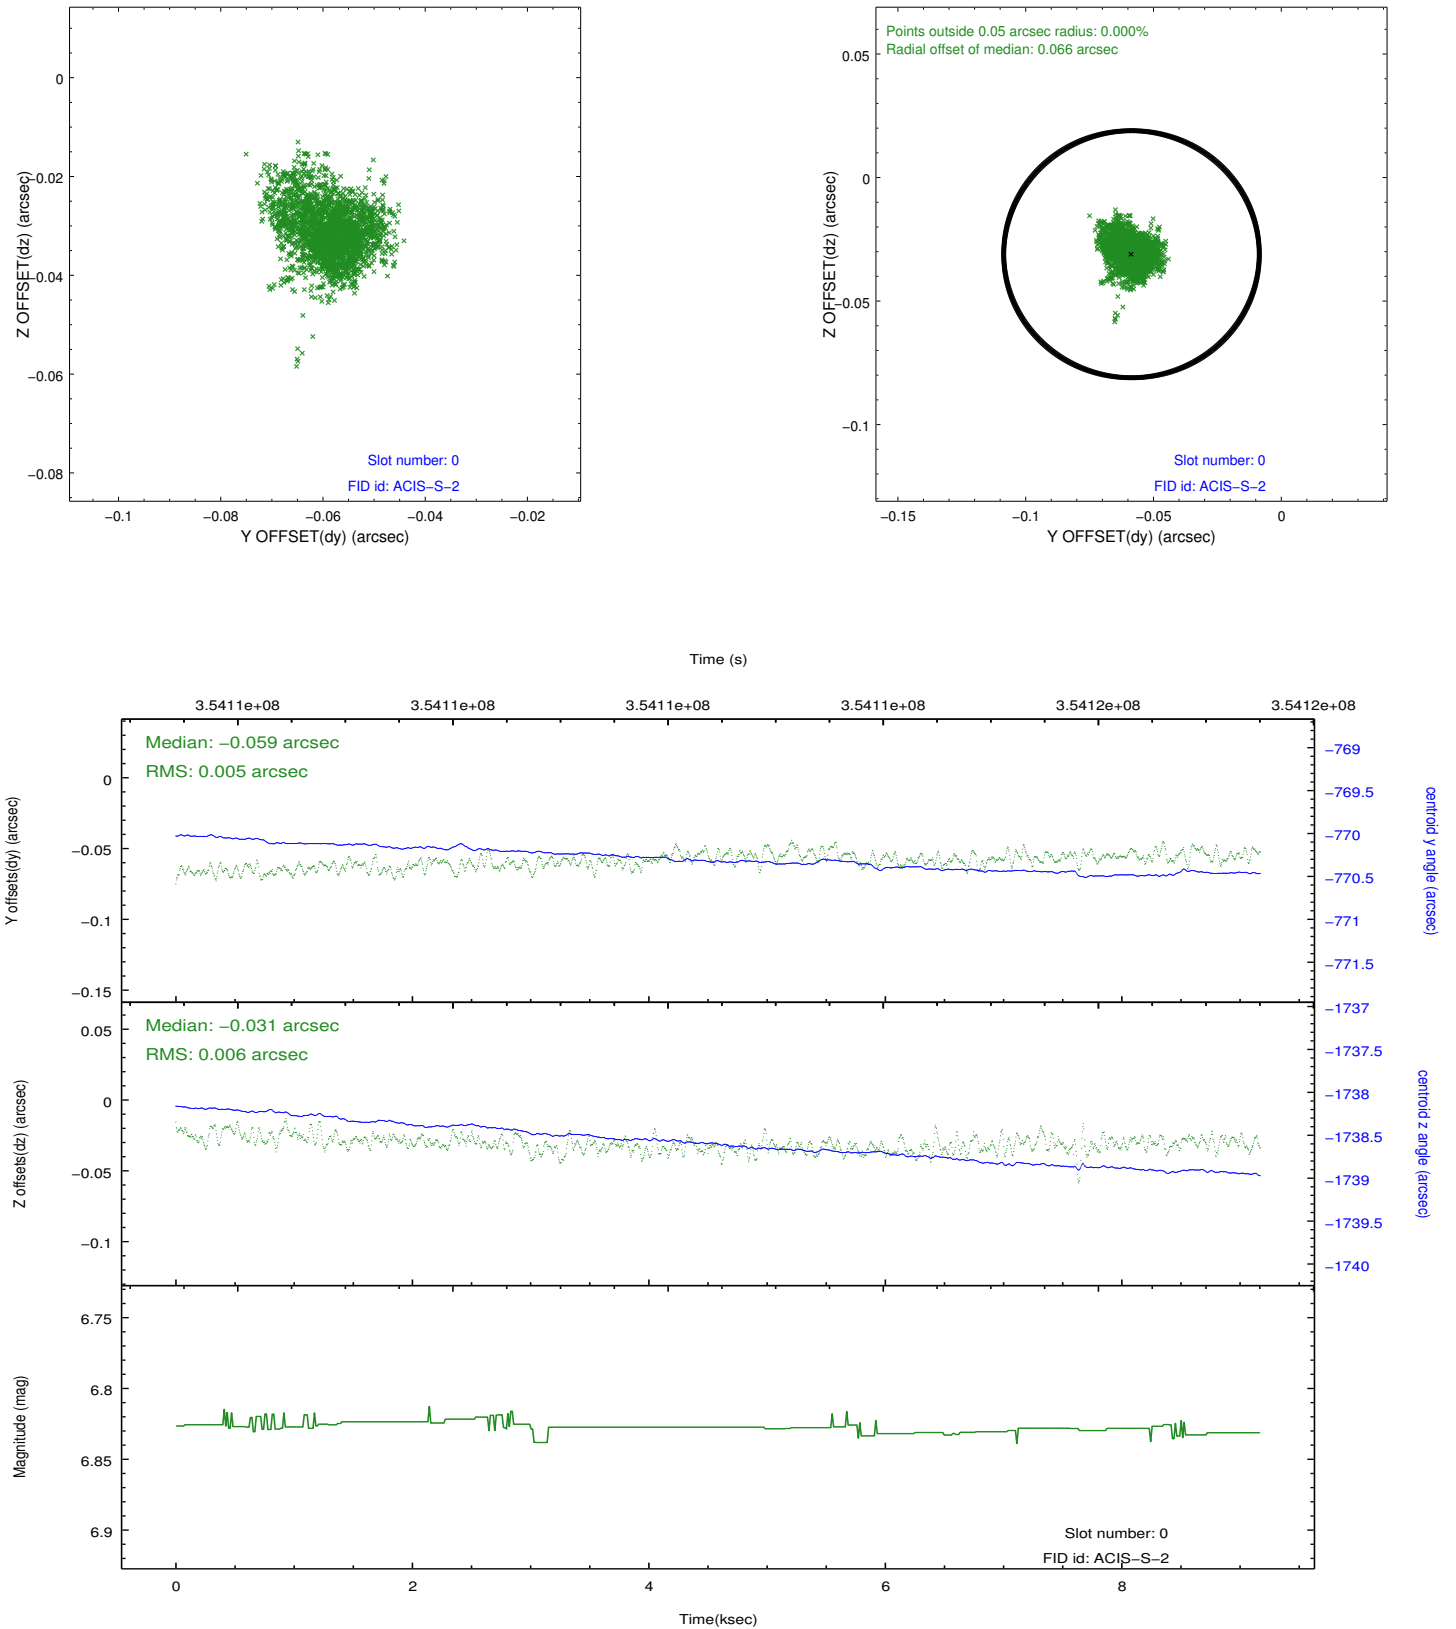 0
−0.02
−0.04
−0.06
−0.08
Z OFFSET(dz) (arcsec)
Slot number: 0
FID id: ACIS−S−2
−0.1 −0.08 −0.06 −0.04 −0.02
Y OFFSET(dy) (arcsec)
Points outside 0.05 arcsec radius: 0.000%
Radial offset of median: 0.066 arcsec
0.05
0
−0.05
−0.1
Z OFFSET(dz) (arcsec)
Slot number: 0
FID id: ACIS−S−2
−0.15 −0.1 −0.05 0
Y OFFSET(dy) (arcsec)
Time (s)
3.5411e+08 3.5411e+08 3.5411e+08 3.5411e+08 3.5412e+08 3.5412e+08
Median: −0.059 arcsec
RMS: 0.005 arcsec
0
−0.05
−0.1
−0.15
Y offsets(dy) (arcsec)
−769
−769.5
−770
−770.5
−771
−771.5
centroid y angle (arcsec)
Median: −0.031 arcsec
RMS: 0.006 arcsec
0.05
0
−0.05
−0.1
Z offsets(dz) (arcsec)
−1737
−1737.5
−1738
−1738.5
−1739
−1739.5
−1740
centroid z angle (arcsec)
6.75
6.8
6.85
6.9
Magnitude (mag)
Slot number: 0
FID id: ACIS−S−2
0 2 4 6 8
Time(ksec)